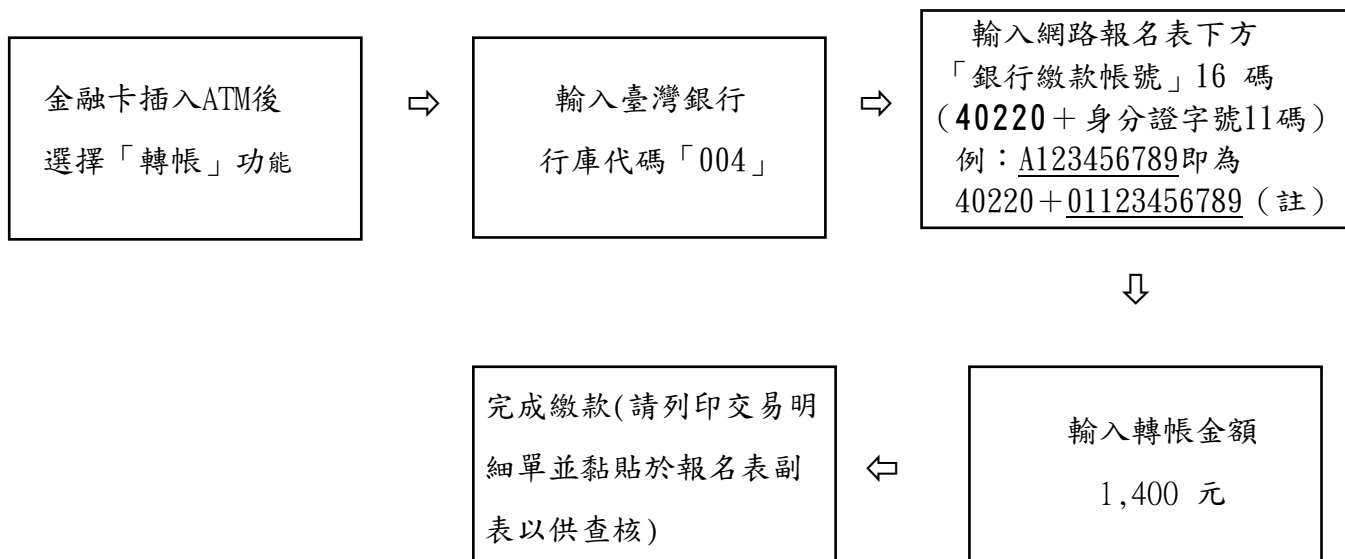 金融卡插入ATM後
選擇「轉帳」功能
輸入臺灣銀行
行庫代碼「004」
輸入網路報名表下方
「銀行繳款帳號」16 碼
（40220＋身分證字號11碼）
例：A123456789即為
40220＋01123456789（註）
輸入轉帳金額
1,400 元
完成繳款(請列印交易明
細單並黏貼於報名表副
表以供查核)